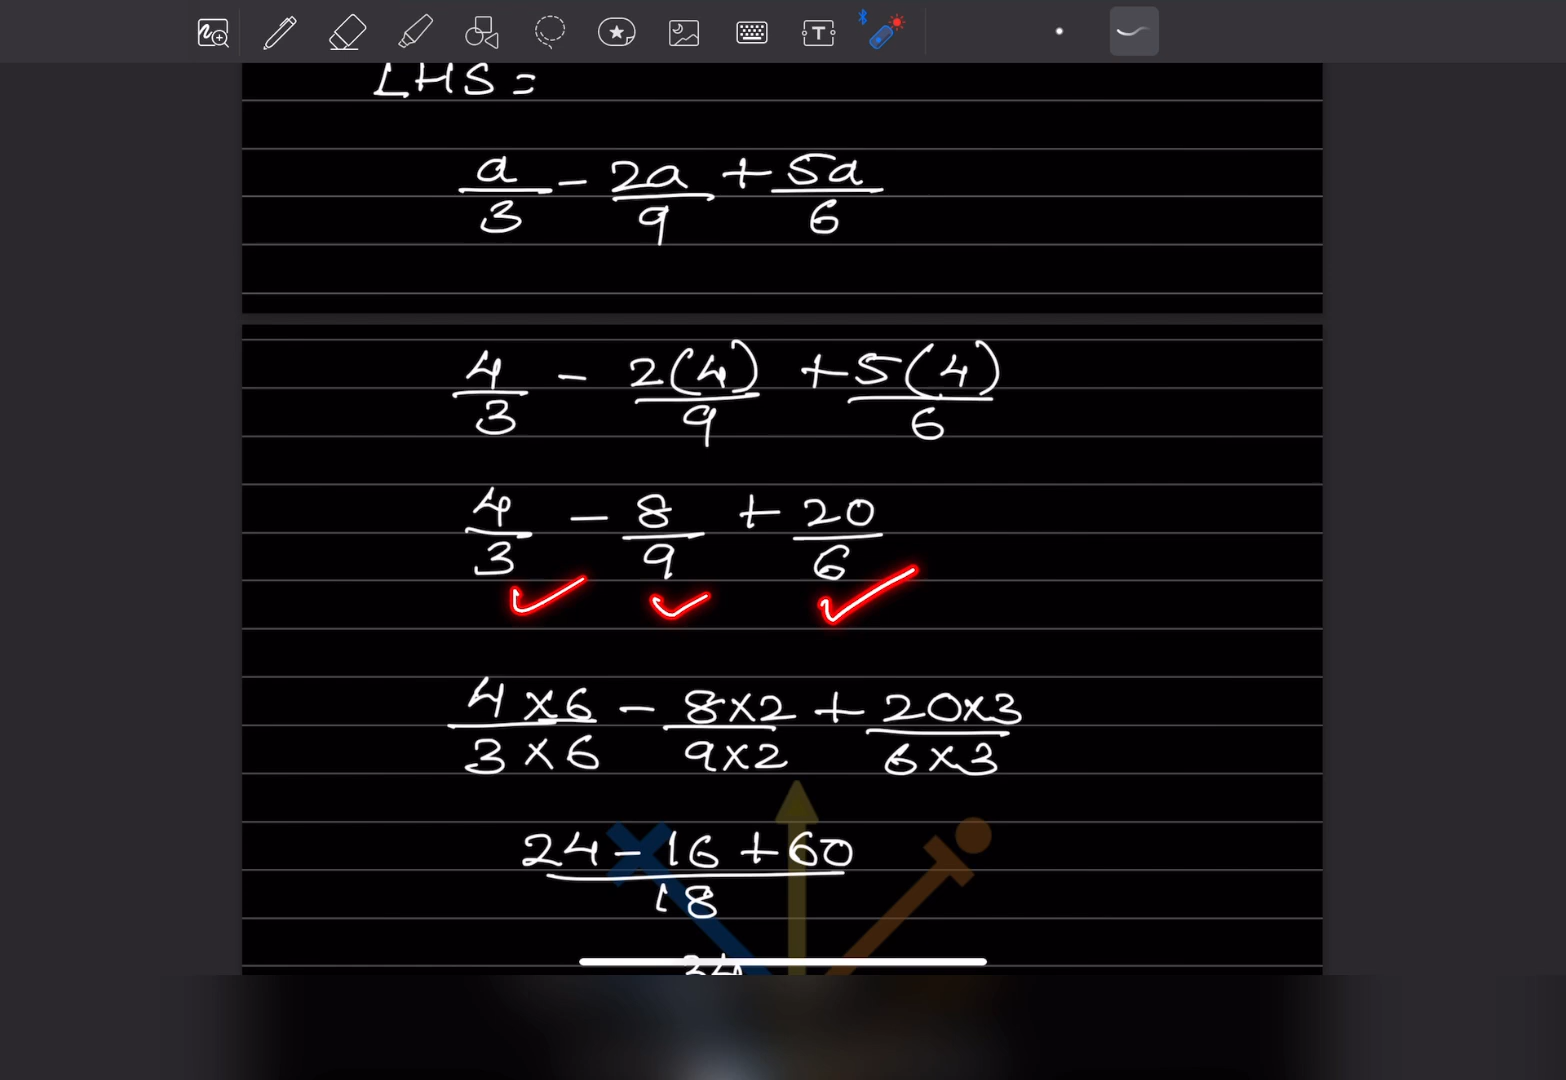 LHS =
a/3 - 2a/9 + 5a/6
4/3 - 2(4)/9 + 5(4)/6
4/3 - 8/9 + 20/6
4×6/3×6 - 8×2/9×2 + 20×3/6×3
24-16+60/18